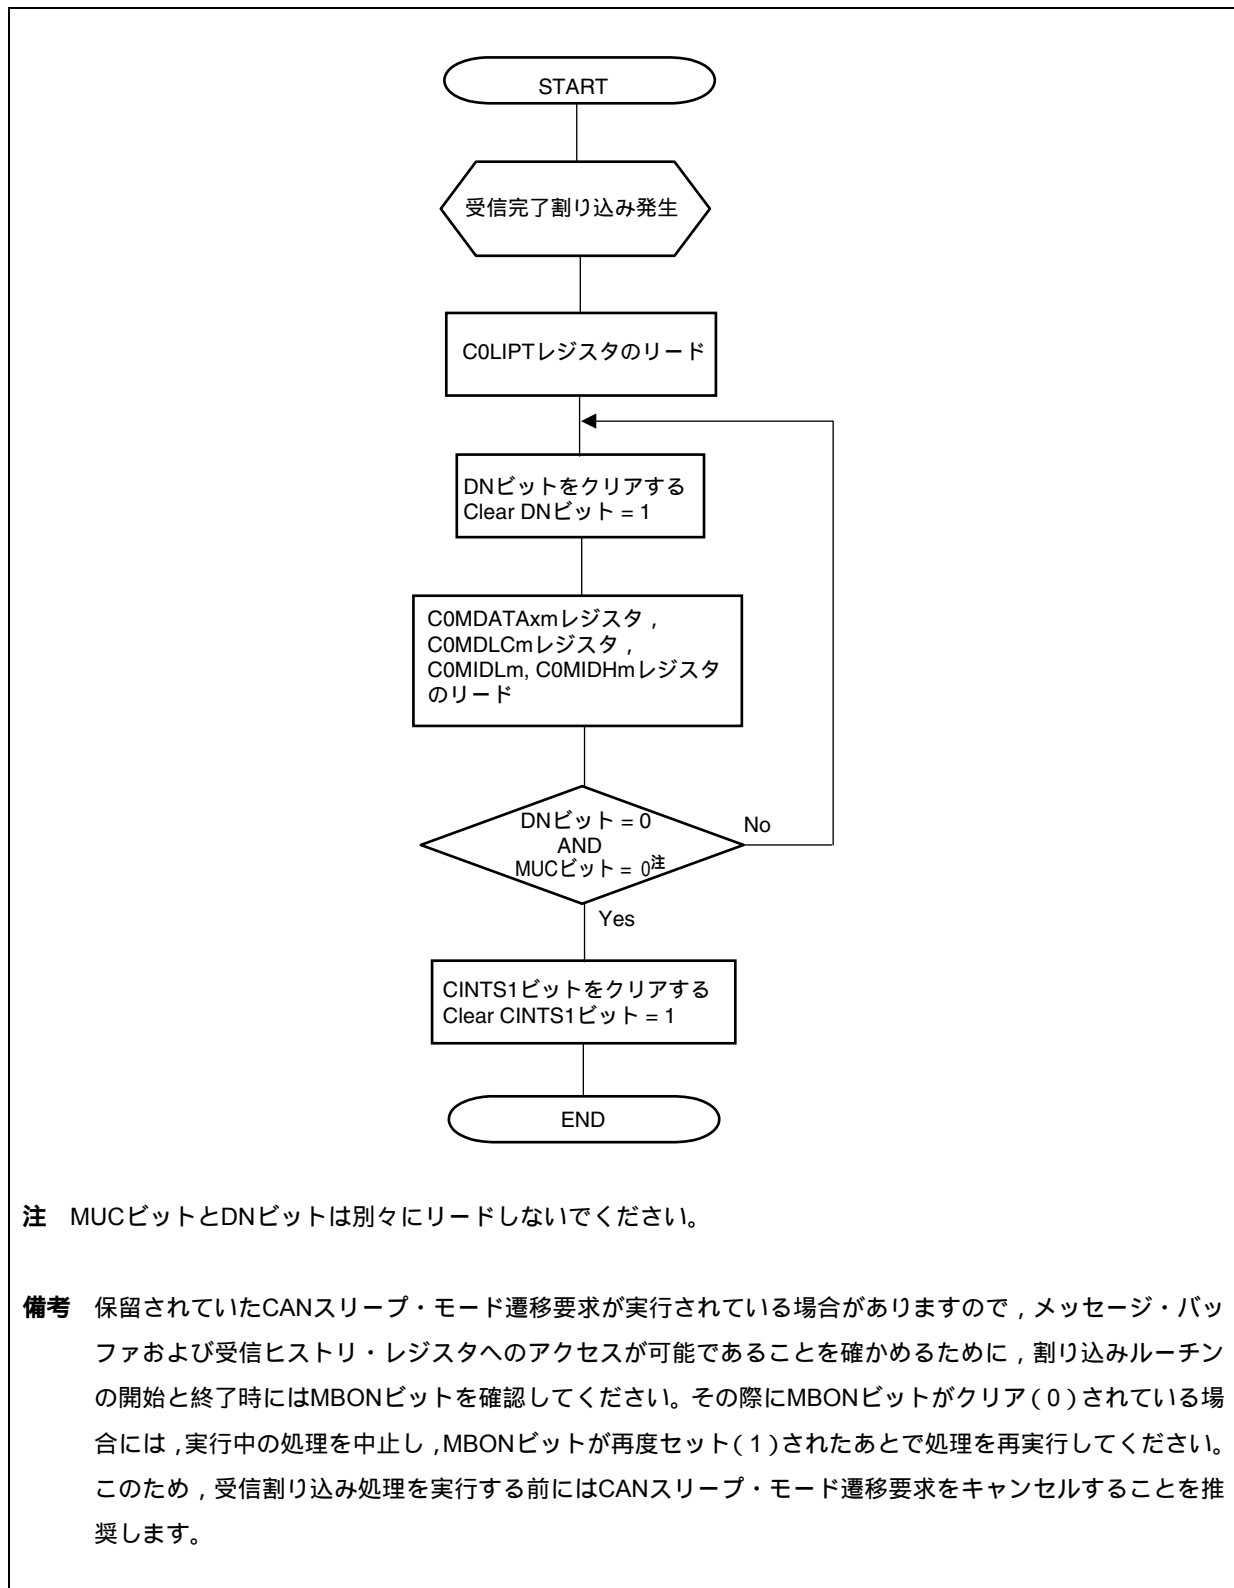 START
受信完了割り込み発生
C0LIPTレジスタのリード
DNビットをクリアする
Clear DNビット = 1
C0MDATAxmレジスタ，
C0MDLCmレジスタ，
C0MIDLm, C0MIDHmレジスタ
のリード
DNビット = 0
AND
MUCビット = 0注
No
Yes
CINTS1ビットをクリアする
Clear CINTS1ビット = 1
END
注 MUCビットとDNビットは別々にリードしないでください。
備考 保留されていたCANスリープ・モード遷移要求が実行されている場合がありますので，メッセージ・バッ
ファおよび受信ヒストリ・レジスタへのアクセスが可能であることを確かめるために，割り込みルーチン
の開始と終了時にはMBONビットを確認してください。その際にMBONビットがクリア（0）されている場
合には，実行中の処理を中止し，MBONビットが再度セット（1）されたあとで処理を再実行してください。
このため，受信割り込み処理を実行する前にはCANスリープ・モード遷移要求をキャンセルすることを推
奨します。